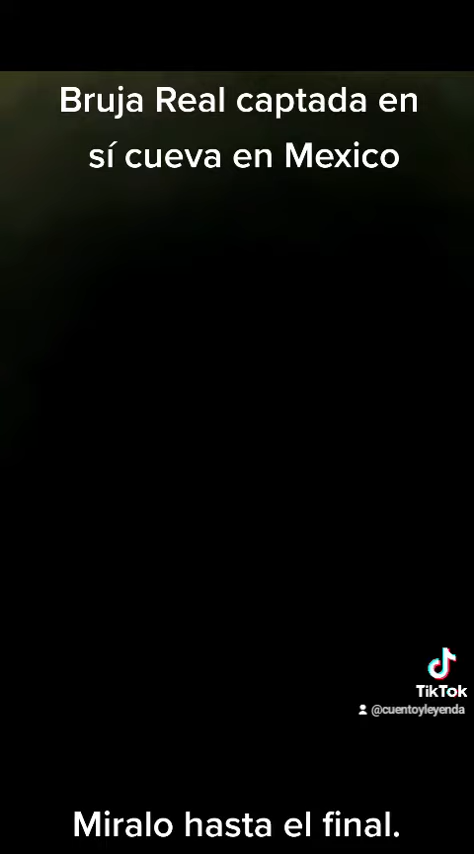 Bruja Real captada en
sí cueva en Mexico
TikTok
@cuentoyleyenda
Miralo hasta el final.